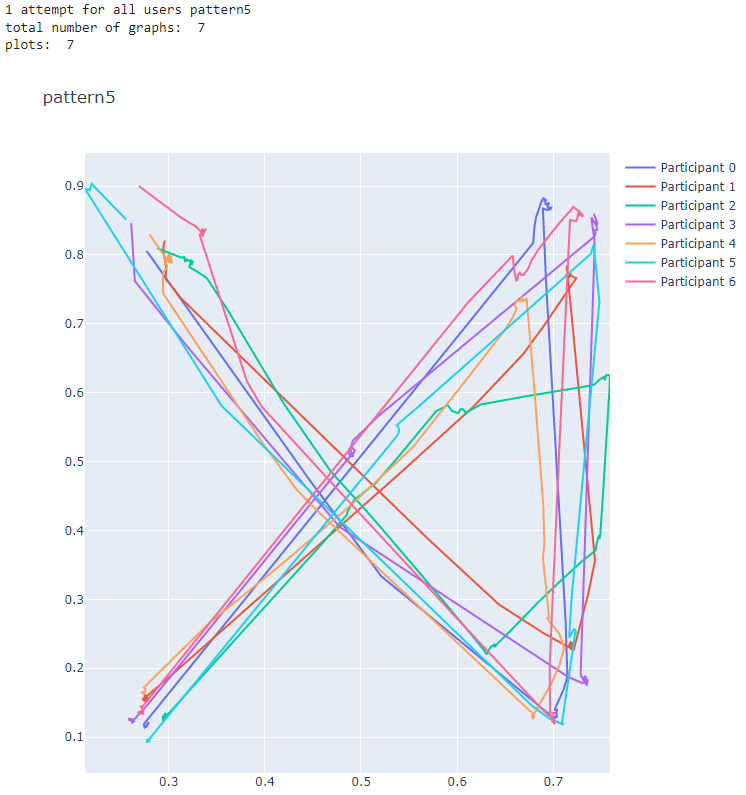 1 attempt for all users pattern5
total number of graphs:  7
plots:  7
pattern5
0.9
0.8
0.7
0.6
0.5
0.4
0.3
0.2
0.1
0.3
0.4
0.5
0.6
0.7
Participant 0
Participant 1
Participant 2
Participant 3
Participant 4
Participant 5
Participant 6